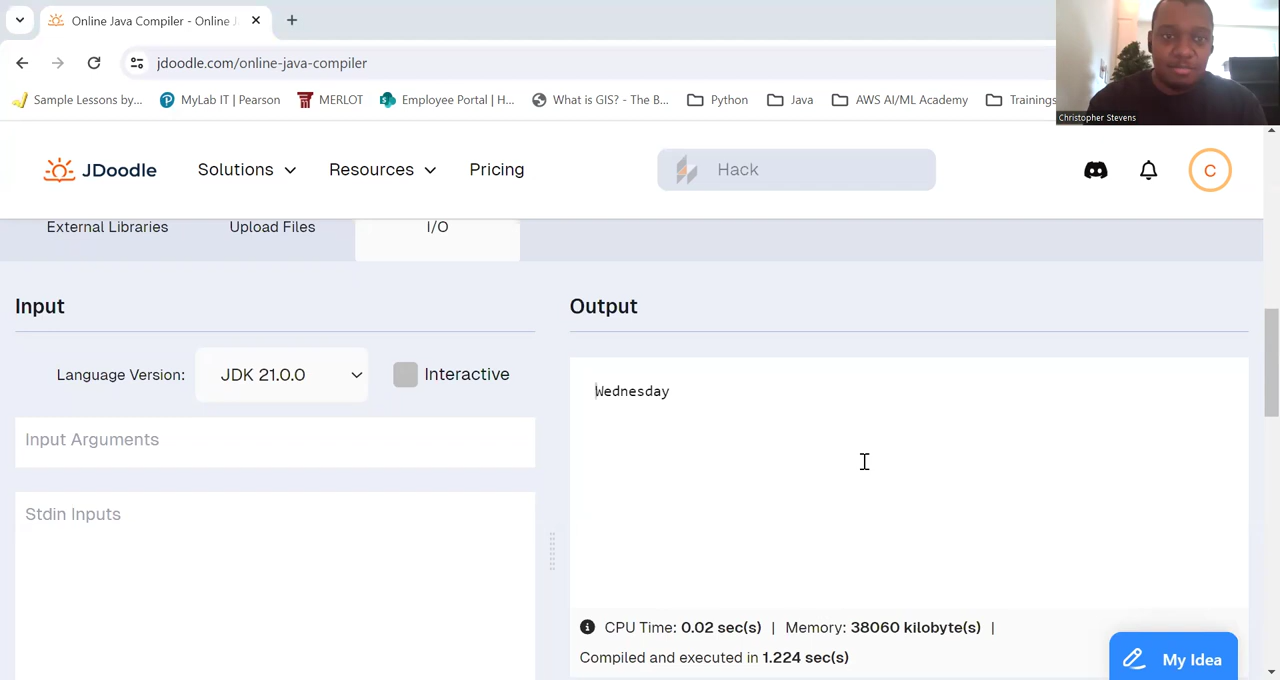 Online Java Compiler - Online J
jdoodle.com/online-java-compiler
Sample Lessons by... MyLab IT | Pearson MERLOT Employee Portal | H... What is GIS? - The B... Python Java AWS AI/ML Academy Trainings
Christopher Stevens
JDoodle Solutions Resources Pricing Hack C
External Libraries Upload Files I/O
Input Output
Language Version: JDK 21.0.0 Interactive
Wednesday
Input Arguments
Stdin Inputs
CPU Time: 0.02 sec(s) | Memory: 38060 kilobyte(s) |
Compiled and executed in 1.224 sec(s)
My Idea